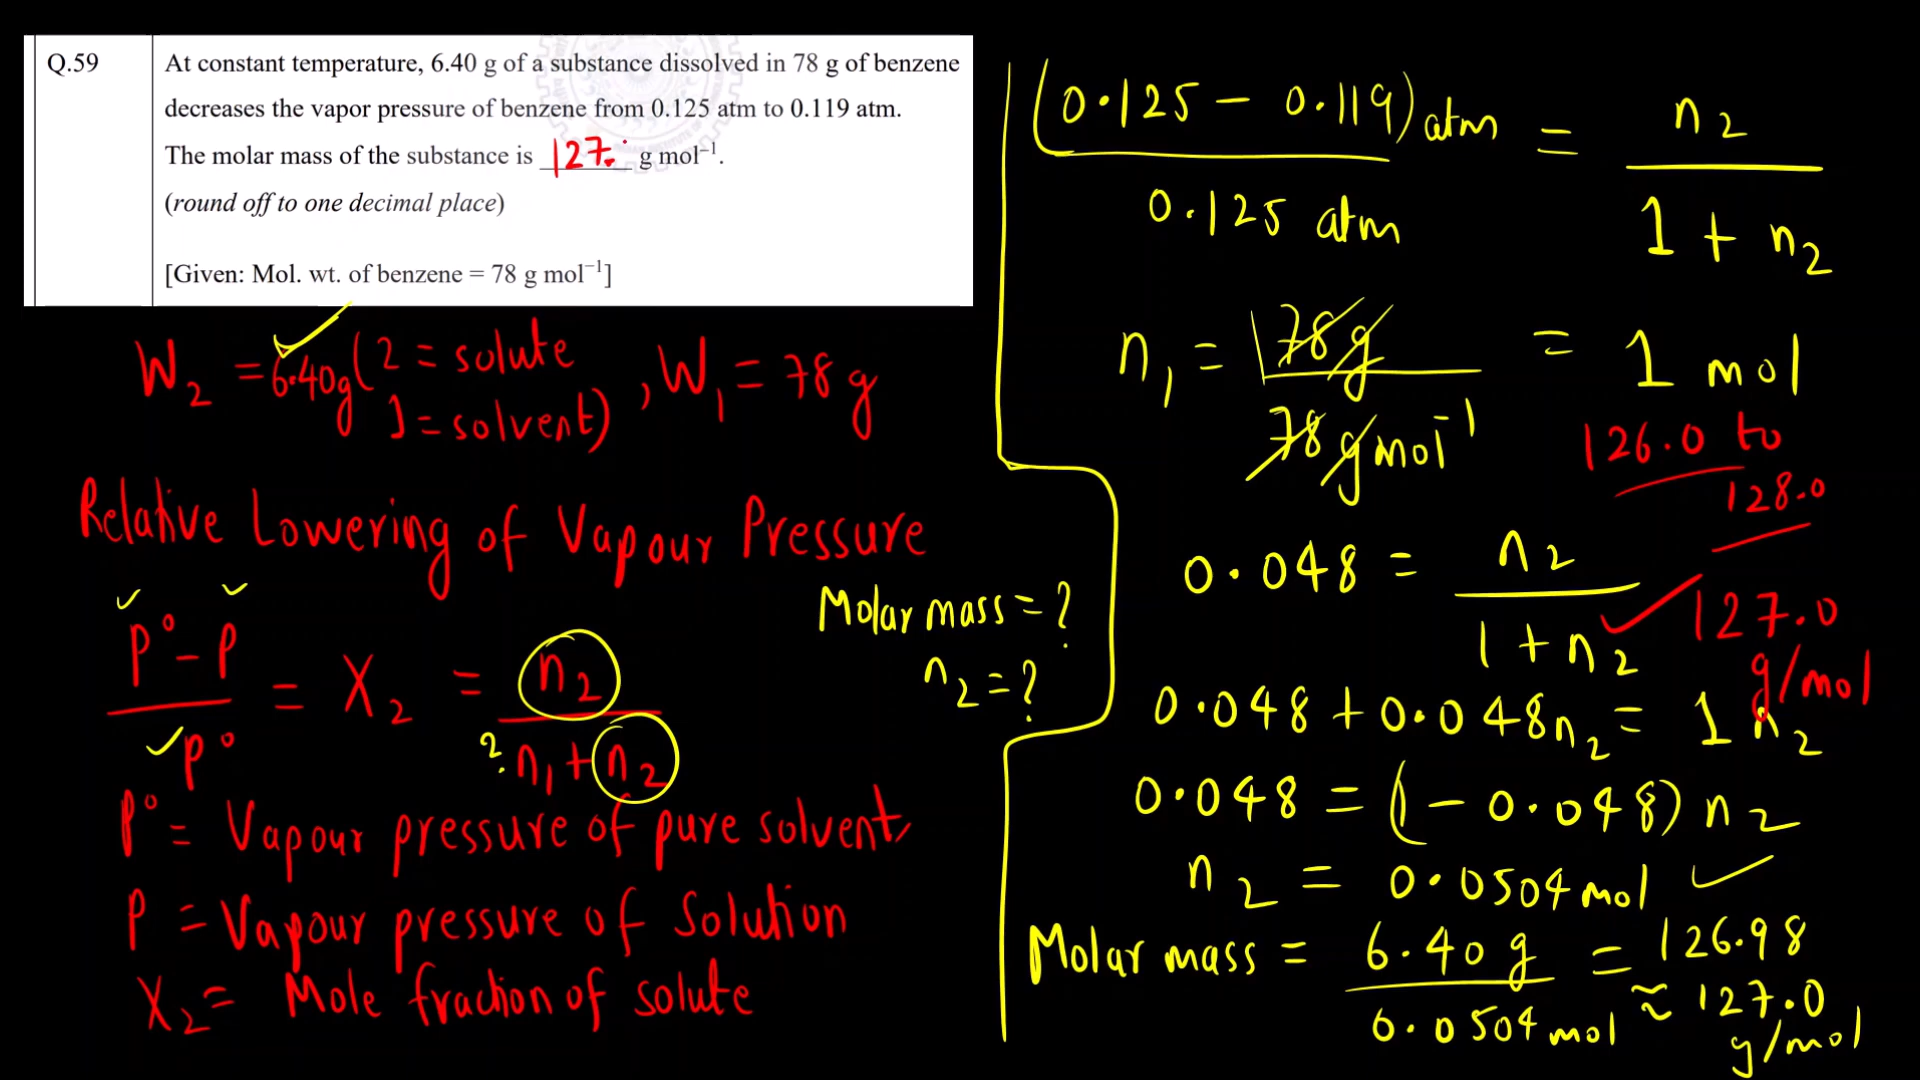 Q.59
At constant temperature, 6.40 g of a substance dissolved in 78 g of benzene
decreases the vapor pressure of benzene from 0.125 atm to 0.119 atm.
The molar mass of the substance is 127. g mol⁻¹.
(round off to one decimal place)
[Given: Mol. wt. of benzene = 78 g mol⁻¹]
W₂ = 6.40g (2 = solute , W₁ = 78 g
1 = solvent)
Relative Lowering of Vapour Pressure
P° - P / P° = X₂ = n₂ / n₁ + n₂
?
Molar mass = ?
n₂ = ?
P° = Vapour pressure of pure solvent,
P = Vapour pressure of Solution
X₂ = Mole fraction of solute
(0.125 - 0.119) atm / 0.125 atm = n₂ / 1 + n₂
n₁ = 78 g / 78 g mol⁻¹ = 1 mol
126.0 to
128.0
0.048 = n₂ / 1 + n₂
127.0
g/mol
0.048 + 0.048n₂ = 1 n₂
0.048 = (1 - 0.048) n₂
n₂ = 0.0504 mol
Molar mass = 6.40 g / 0.0504 mol = 126.98
≈ 127.0
g/mol